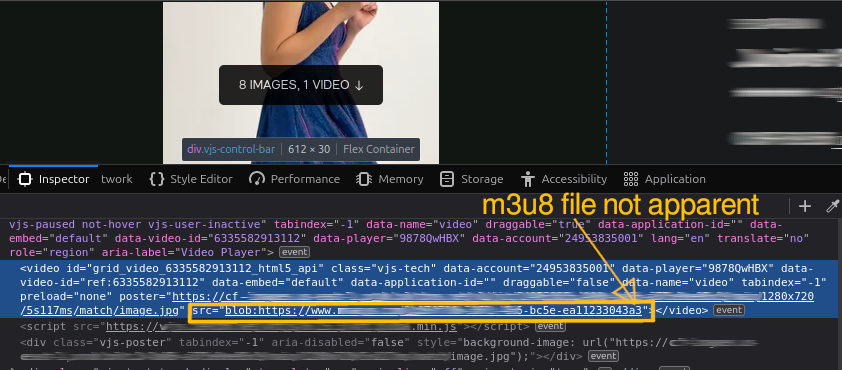 8 IMAGES, 1 VIDEO ↓
div.vjs-control-bar | 612 × 30 | Flex Container
Inspector twork Style Editor Performance Memory Storage Accessibility Application
m3u8 file not apparent
vjs-paused not-hover vjs-user-inactive" tabindex="-1" data-name="video" draggable="true" data-application-id="" data-
embed="default" data-video-id="6335582913112" data-player="9878QwHBX" data-account="24953835001" lang="en" translate="no"
role="region" aria-label="Video Player"> event
<video id="grid_video_6335582913112_html5_api" class="vjs-tech" data-account="24953835001" data-player="9878QwHBX" data-
video-id="ref:6335582913112" data-embed="default" data-application-id="" draggable="false" data-name="video" tabindex="-1"
preload="none" poster="https://cf- 1280x720
/5s117ms/match/image.jpg" src="blob:https://www. 5-bc5e-ea11233043a3"></video> event
<script src="https://w .min.js"></script> event
<div class="vjs-poster" tabindex="-1" aria-disabled="false" style="background-image: url("https://
image.jpg");"></div> event